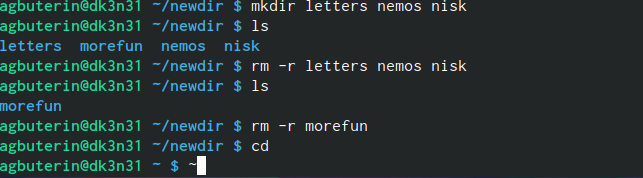 agbuterin@dk3n31 ~/newdir $ mkdir letters nemos nisk
agbuterin@dk3n31 ~/newdir $ ls
letters  morefun  nemos  nisk
agbuterin@dk3n31 ~/newdir $ rm -r letters nemos nisk
agbuterin@dk3n31 ~/newdir $ ls
morefun
agbuterin@dk3n31 ~/newdir $ rm -r morefun
agbuterin@dk3n31 ~/newdir $ cd
agbuterin@dk3n31 ~ $ ~